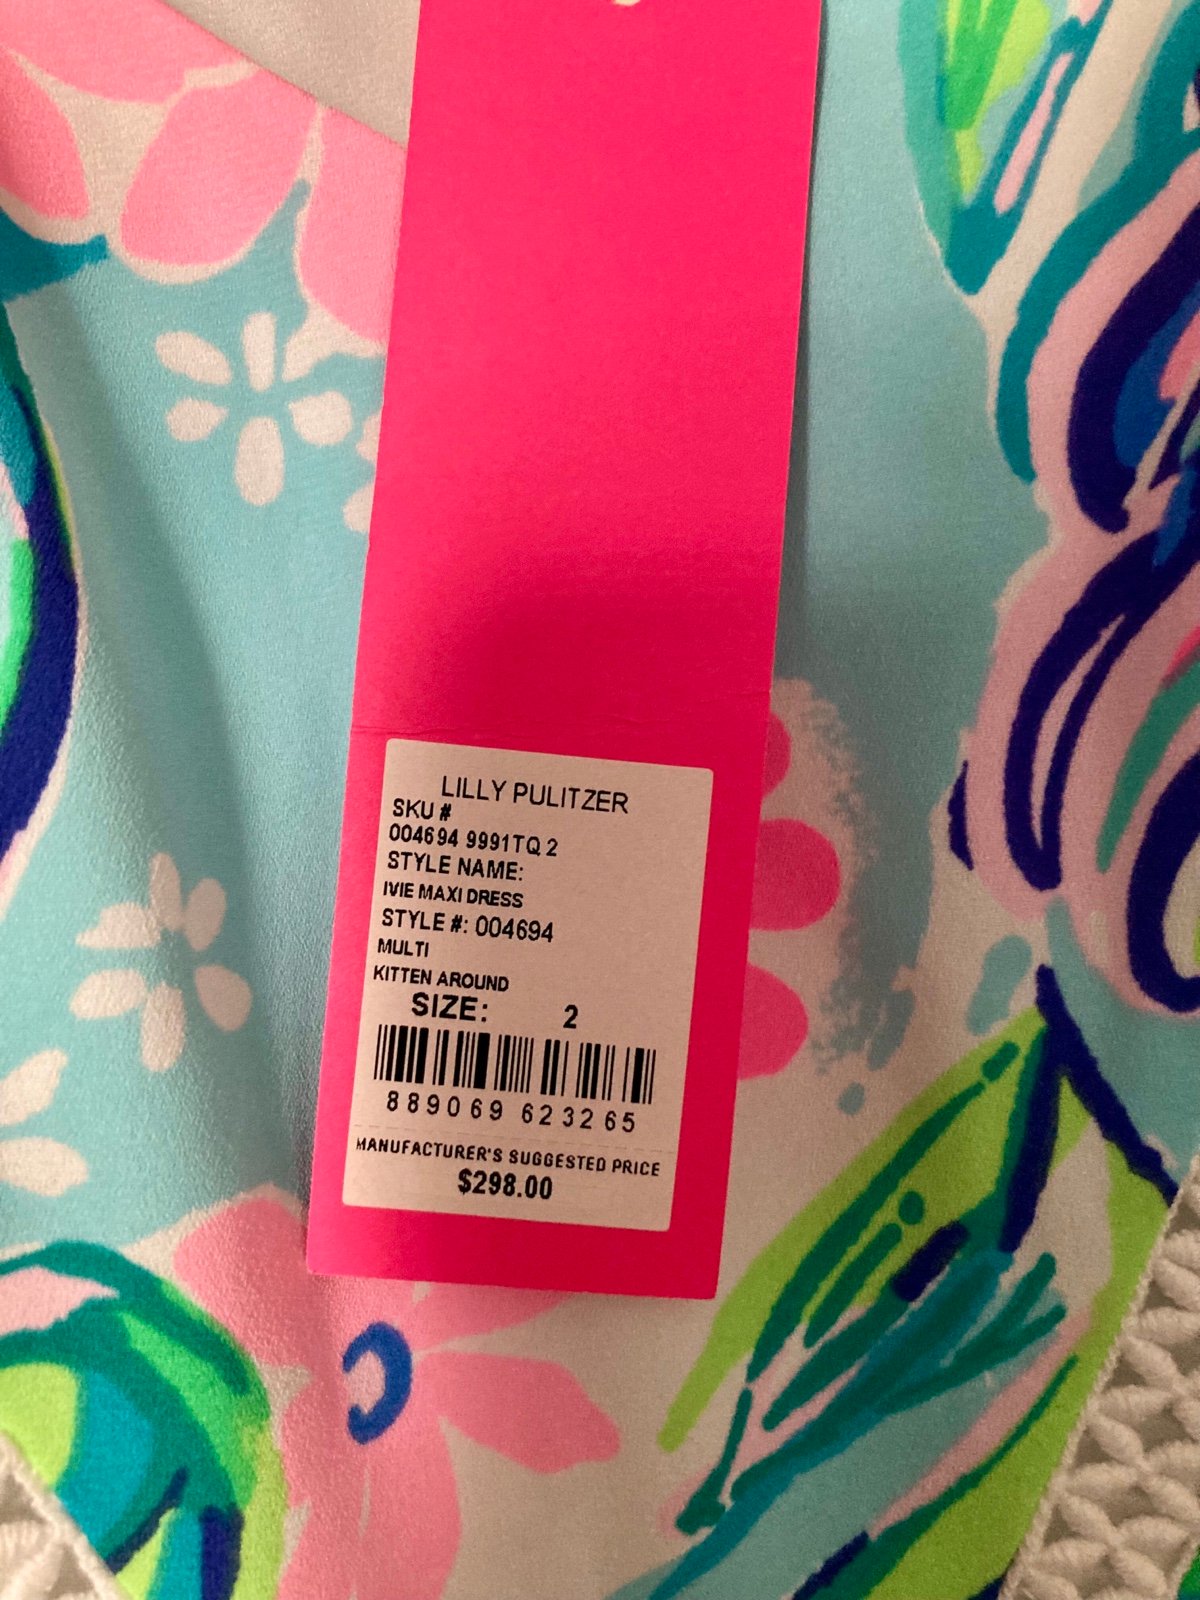 LILLY PULITZER
SKU #
004694 9991TQ 2
STYLE NAME:
IVIE MAXI DRESS
STYLE #: 004694
MULTI
KITTEN AROUND
SIZE: 2
889069 623265
MANUFACTURER'S SUGGESTED PRICE
$298.00